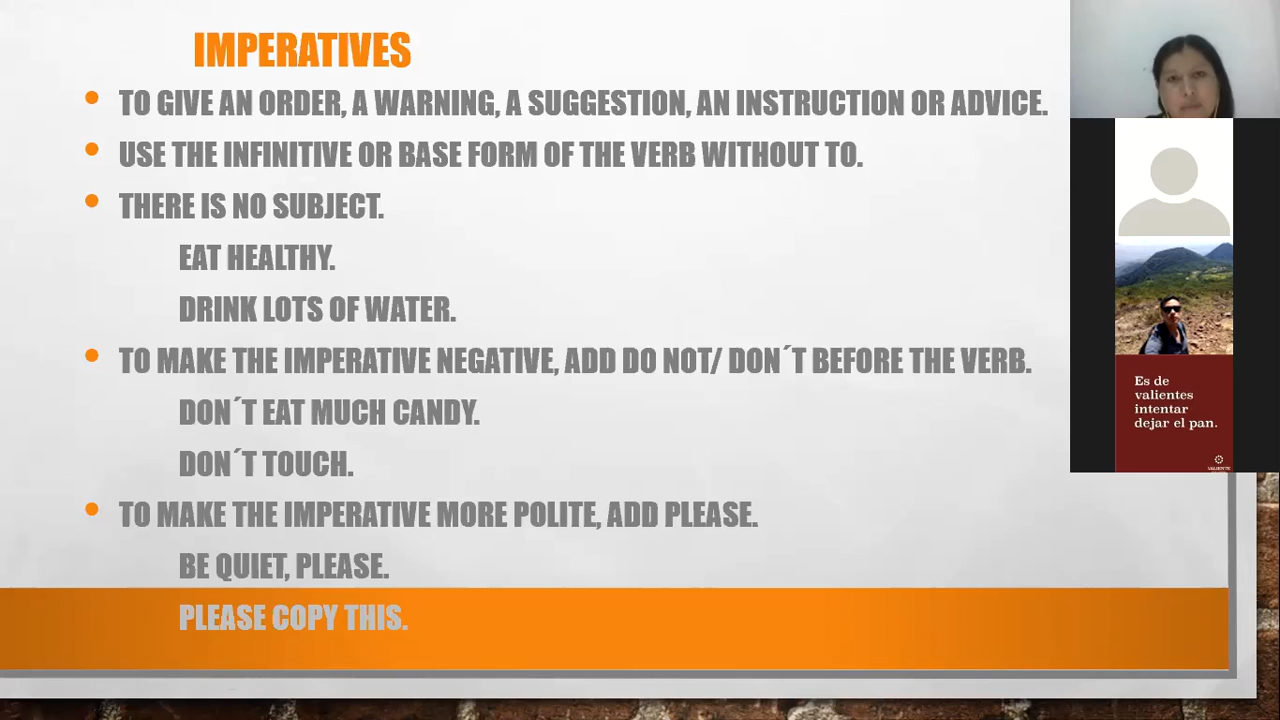 IMPERATIVES
TO GIVE AN ORDER, A WARNING, A SUGGESTION, AN INSTRUCTION OR ADVICE.
USE THE INFINITIVE OR BASE FORM OF THE VERB WITHOUT TO.
THERE IS NO SUBJECT.
EAT HEALTHY.
DRINK LOTS OF WATER.
TO MAKE THE IMPERATIVE NEGATIVE, ADD DO NOT/ DON´T BEFORE THE VERB.
DON´T EAT MUCH CANDY.
DON´T TOUCH.
TO MAKE THE IMPERATIVE MORE POLITE, ADD PLEASE.
BE QUIET, PLEASE.
PLEASE COPY THIS.
Es de
valientes
intentar
dejar el pan.
VALIENTE